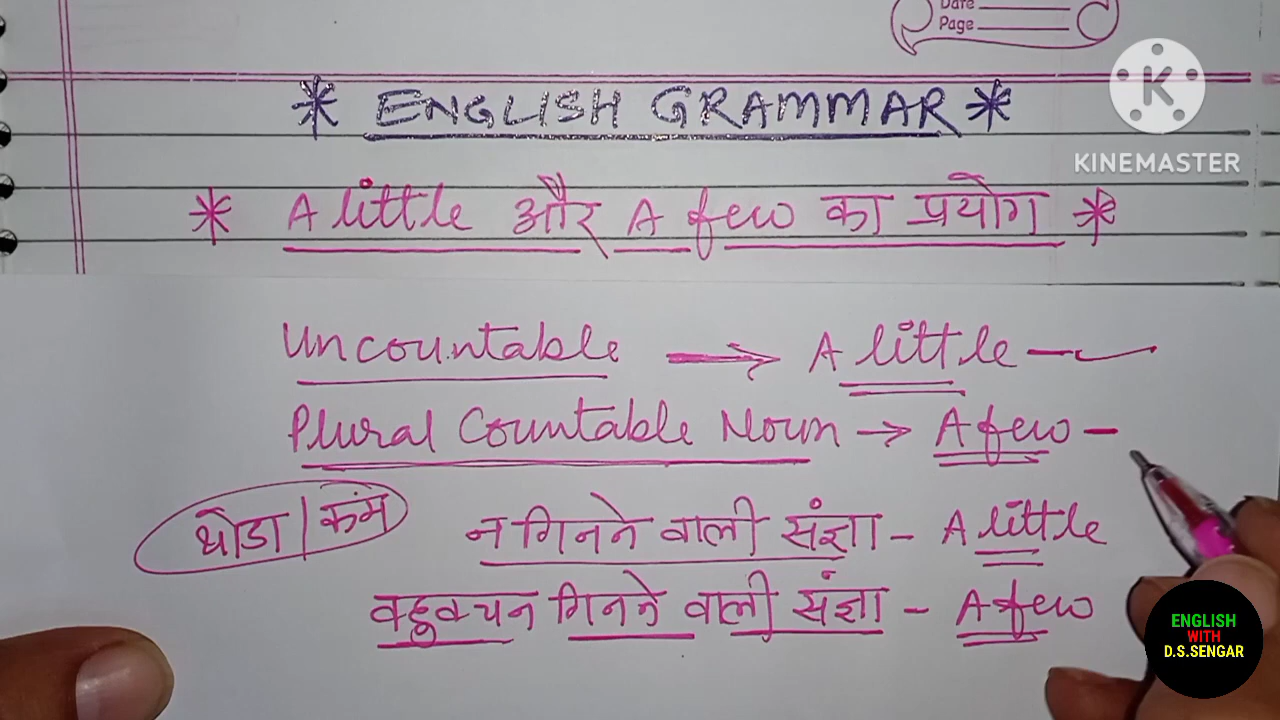 Date
Page
* ENGLISH GRAMMAR *
KINEMASTER
* A little और A few का प्रयोग *
Uncountable → A little –
Plural Countable Noun → A few –
थोडा | कम
न गिनने वाली संज्ञा – A little
बहुवचन गिनने वाली संज्ञा – A few
ENGLISH
WITH
D.S.SENGAR